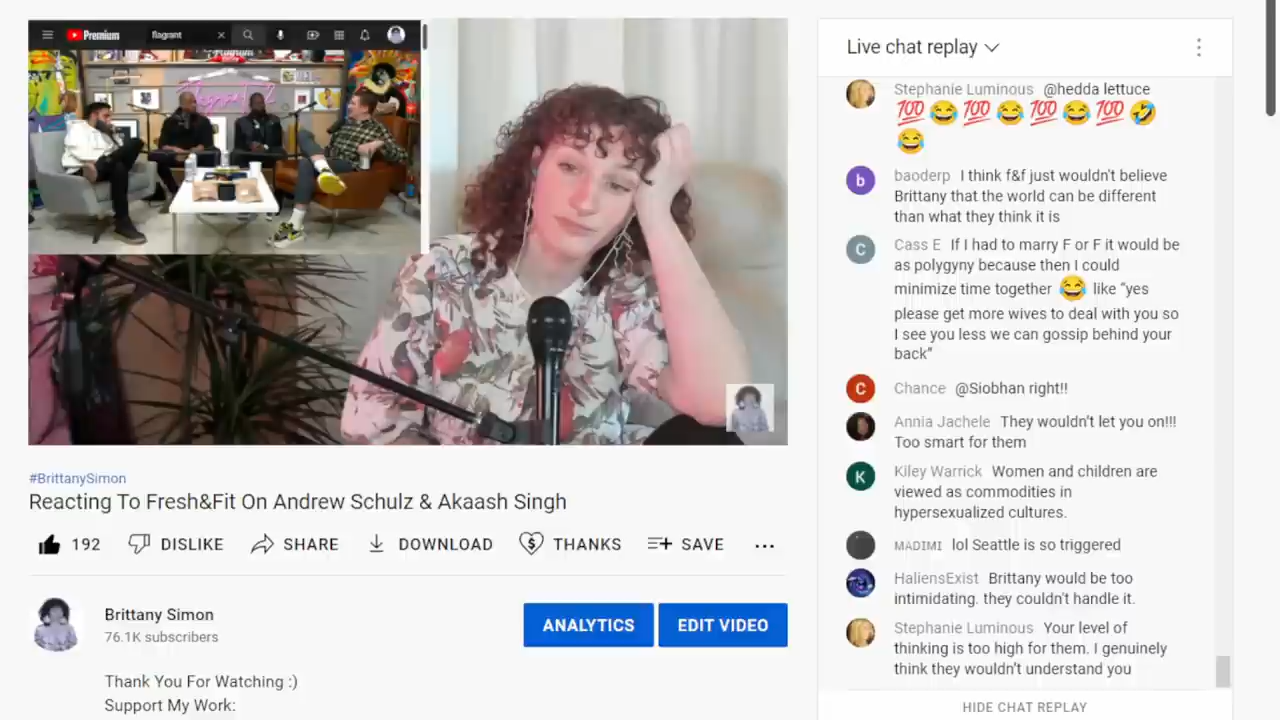 Premium
flagrant
#BrittanySimon
Reacting To Fresh&Fit On Andrew Schulz & Akaash Singh
192
DISLIKE
SHARE
DOWNLOAD
THANKS
SAVE
Brittany Simon
76.1K subscribers
ANALYTICS
EDIT VIDEO
Thank You For Watching :)
Support My Work:
Live chat replay
Stephanie Luminous @hedda lettuce
💯😂💯😂💯😂💯🤣
😂
b
baoderp I think f&f just wouldn't believe
Brittany that the world can be different
than what they think it is
C
Cass E If I had to marry F or F it would be
as polygyny because then I could
minimize time together 😂 like "yes
please get more wives to deal with you so
I see you less we can gossip behind your
back"
C
Chance @Siobhan right!!
Annia Jachele They wouldn't let you on!!!
Too smart for them
K
Kiley Warrick Women and children are
viewed as commodities in
hypersexualized cultures.
MADIMI lol Seattle is so triggered
HaliensExist Brittany would be too
intimidating. they couldn't handle it.
Stephanie Luminous Your level of
thinking is too high for them. I genuinely
think they wouldn't understand you
HIDE CHAT REPLAY